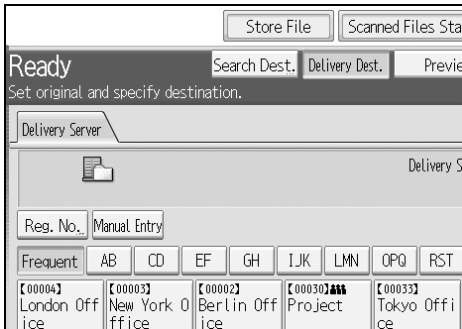 Store File Scanned Files Sta
Ready Search Dest. Delivery Dest. Previe
Set original and specify destination.
Delivery Server
Delivery S
Reg. No. Manual Entry
Frequent AB CD EF GH IJK LMN OPQ RST
[00004] [00003] [00002] [00030] [00033]
London Off New York O Berlin Off Project Tokyo Offi
ice ffice ice ce